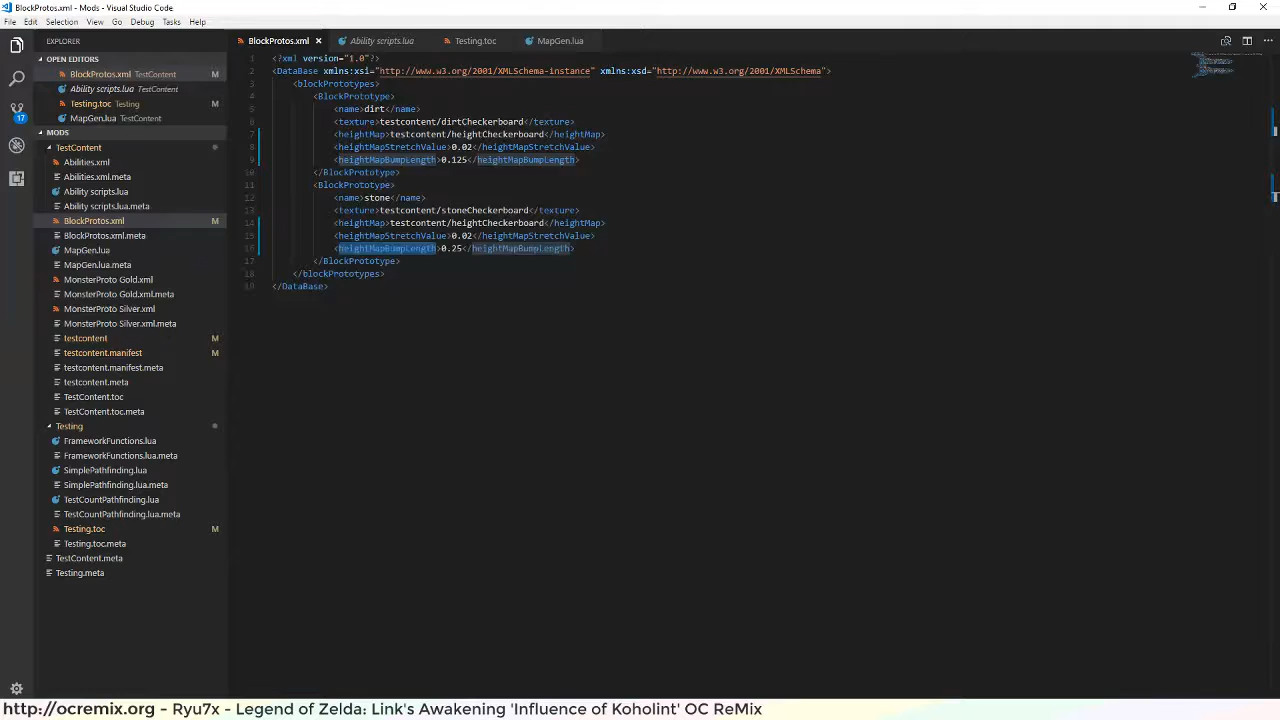 BlockProtos.xml - Mods - Visual Studio Code
File Edit Selection View Go Debug Tasks Help
EXPLORER
OPEN EDITORS
BlockProtos.xml TestContent M
Ability scripts.lua TestContent
Testing.toc Testing M
MapGen.lua TestContent
17
MODS
TestContent
Abilities.xml
Abilities.xml.meta
Ability scripts.lua
Ability scripts.lua.meta
BlockProtos.xml M
BlockProtos.xml.meta
MapGen.lua
MapGen.lua.meta
MonsterProto Gold.xml
MonsterProto Gold.xml.meta
MonsterProto Silver.xml
MonsterProto Silver.xml.meta
testcontent M
testcontent.manifest M
testcontent.manifest.meta
testcontent.meta
TestContent.toc
TestContent.toc.meta
Testing
FrameworkFunctions.lua
FrameworkFunctions.lua.meta
SimplePathfinding.lua
SimplePathfinding.lua.meta
TestCountPathfinding.lua
TestCountPathfinding.lua.meta
Testing.toc M
Testing.toc.meta
TestContent.meta
Testing.meta
BlockProtos.xml Ability scripts.lua Testing.toc MapGen.lua
1 <?xml version="1.0"?>
2 <DataBase xmlns:xsi="http://www.w3.org/2001/XMLSchema-instance" xmlns:xsd="http://www.w3.org/2001/XMLSchema">
3 <blockPrototypes>
4 <BlockPrototype>
5 <name>dirt</name>
6 <texture>testcontent/dirtCheckerboard</texture>
7 <heightMap>testcontent/heightCheckerboard</heightMap>
8 <heightMapStretchValue>0.02</heightMapStretchValue>
9 <heightMapBumpLength>0.125</heightMapBumpLength>
10 </BlockPrototype>
11 <BlockPrototype>
12 <name>stone</name>
13 <texture>testcontent/stoneCheckerboard</texture>
14 <heightMap>testcontent/heightCheckerboard</heightMap>
15 <heightMapStretchValue>0.02</heightMapStretchValue>
16 <heightMapBumpLength>0.25</heightMapBumpLength>
17 </BlockPrototype>
18 </blockPrototypes>
19 </DataBase>
http://ocremix.org - Ryu7x - Legend of Zelda: Link's Awakening 'Influence of Koholint' OC ReMix